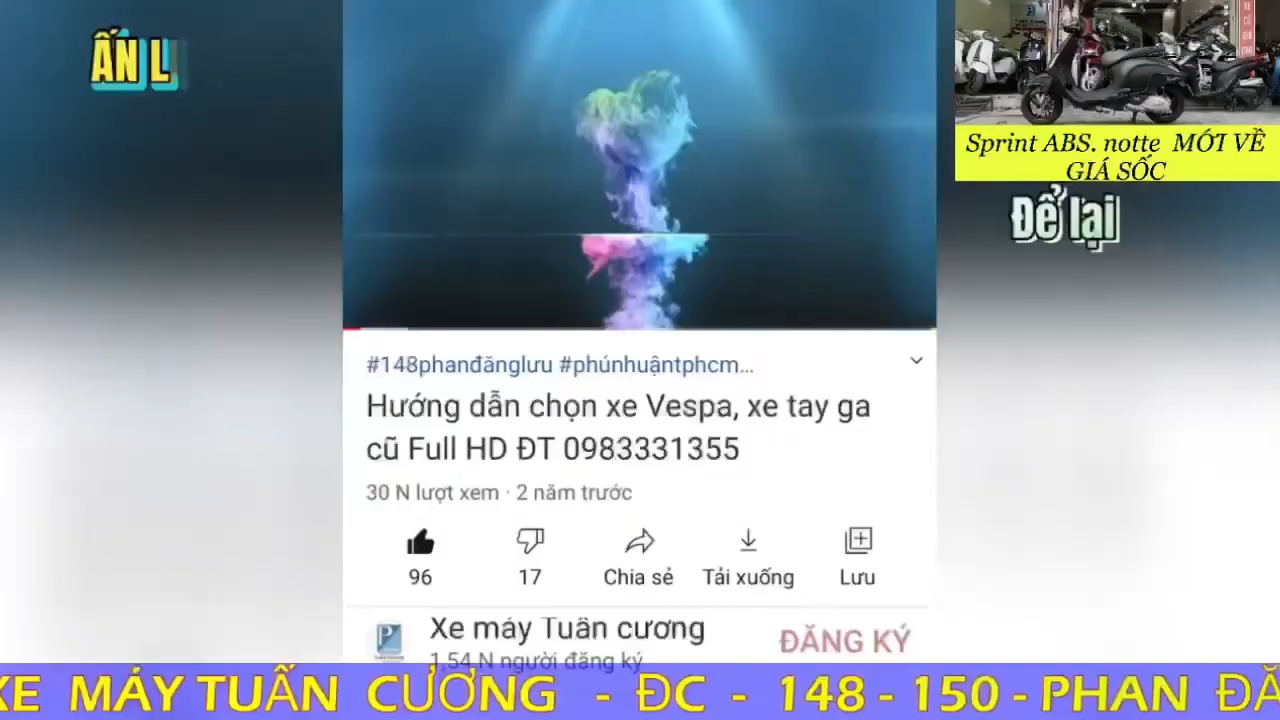 ẤN L
Sprint ABS. notte MỚI VỀ
GIÁ SỐC
Để lại
#148phanđănglưu #phúnhuậntphcm...
Hướng dẫn chọn xe Vespa, xe tay ga
cũ Full HD ĐT 0983331355
30 N lượt xem · 2 năm trước
96
17
Chia sẻ
Tải xuống
Lưu
Xe máy Tuấn cương
1,54 N người đăng ký
ĐĂNG KÝ
XE MÁY TUẤN CƯƠNG - ĐC - 148 - 150 - PHAN ĐĂ